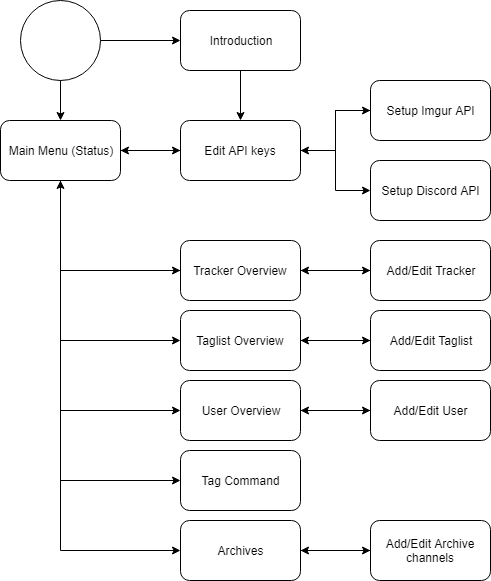 Introduction
Main Menu (Status)
Edit API keys
Setup Imgur API
Setup Discord API
Tracker Overview
Add/Edit Tracker
Taglist Overview
Add/Edit Taglist
User Overview
Add/Edit User
Tag Command
Archives
Add/Edit Archive
channels